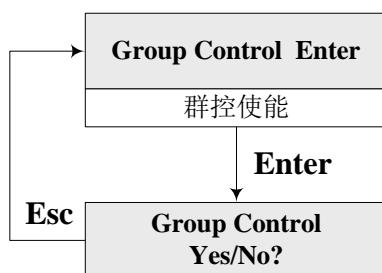 Group Control Enter
群控使能
Enter
Esc
Group Control
Yes/No?